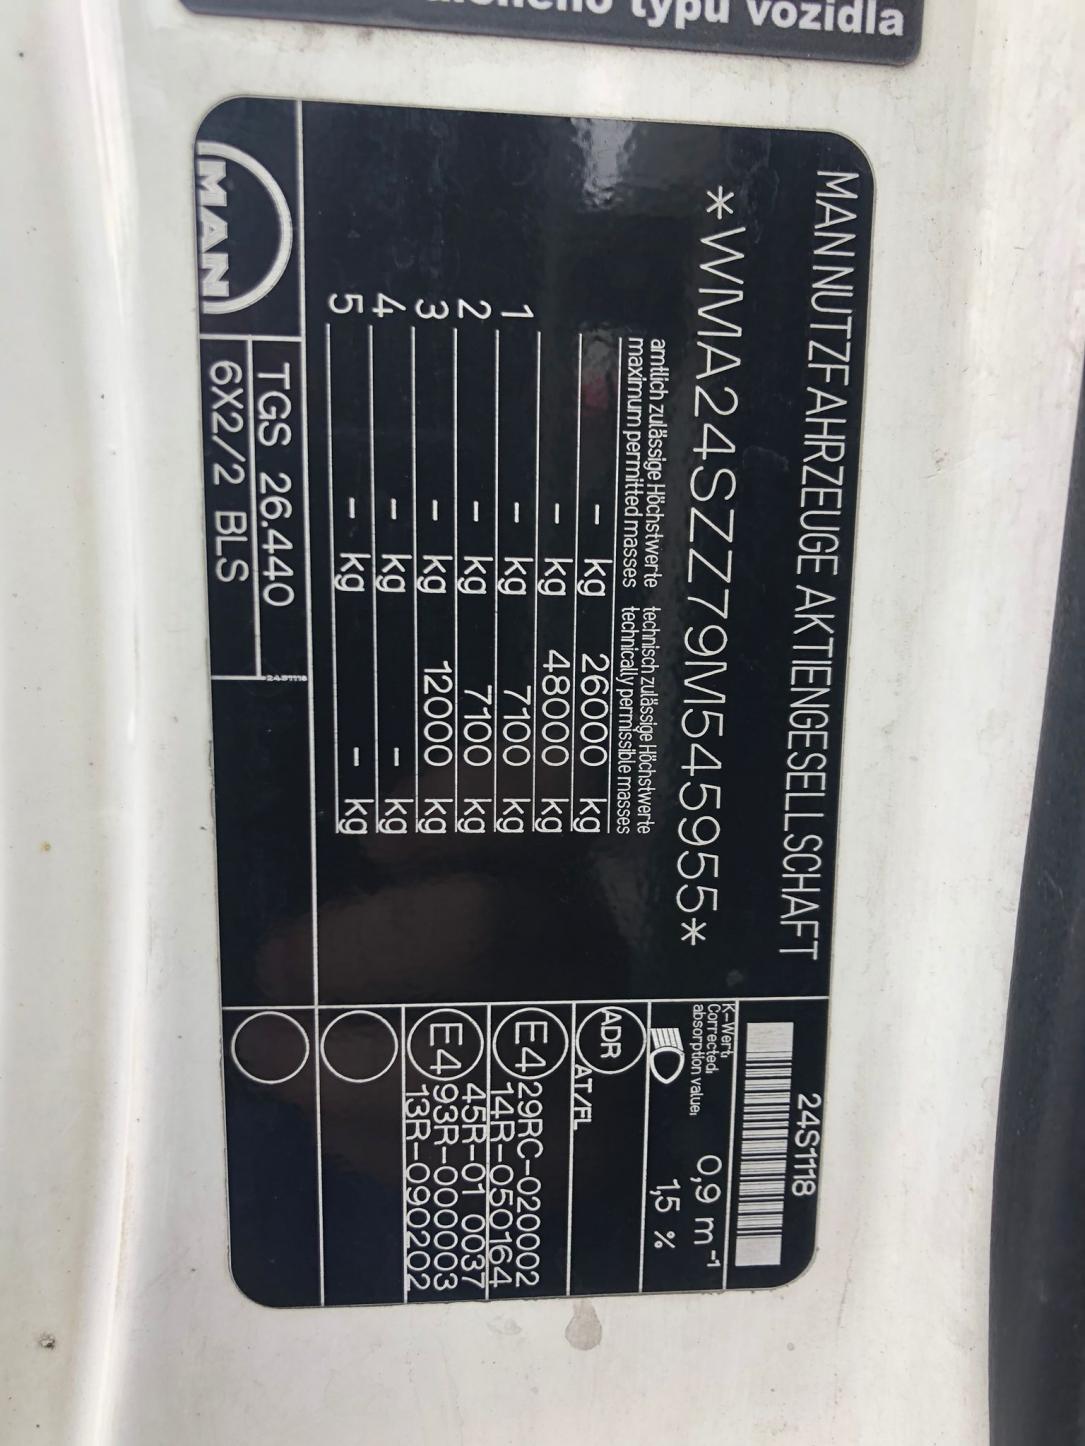 typu vozidla
MAN NUTZFAHRZEUGE AKTIENGESELLSCHAFT
*WMA24SZZ79M545955*
amtlich zulässige Höchstwerte technisch zulässige Höchstwerte
maximum permitted masses technically permissible masses
– kg 26000 kg
– kg 48000 kg
1 – kg 7100 kg
2 – kg 7100 kg
3 – kg 12000 kg
4 – kg – kg
5 – kg – kg
MAN
TGS 26.440
6X2/2 BLS
24S1118
24S1118
K-Wert:
Corrected
absorption value:
0,9 m⁻¹
1,5 %
ADR AT/FL
E4 29RC-020002
14R-050164
45R-01 0037
E4 93R-000003
13R-090202